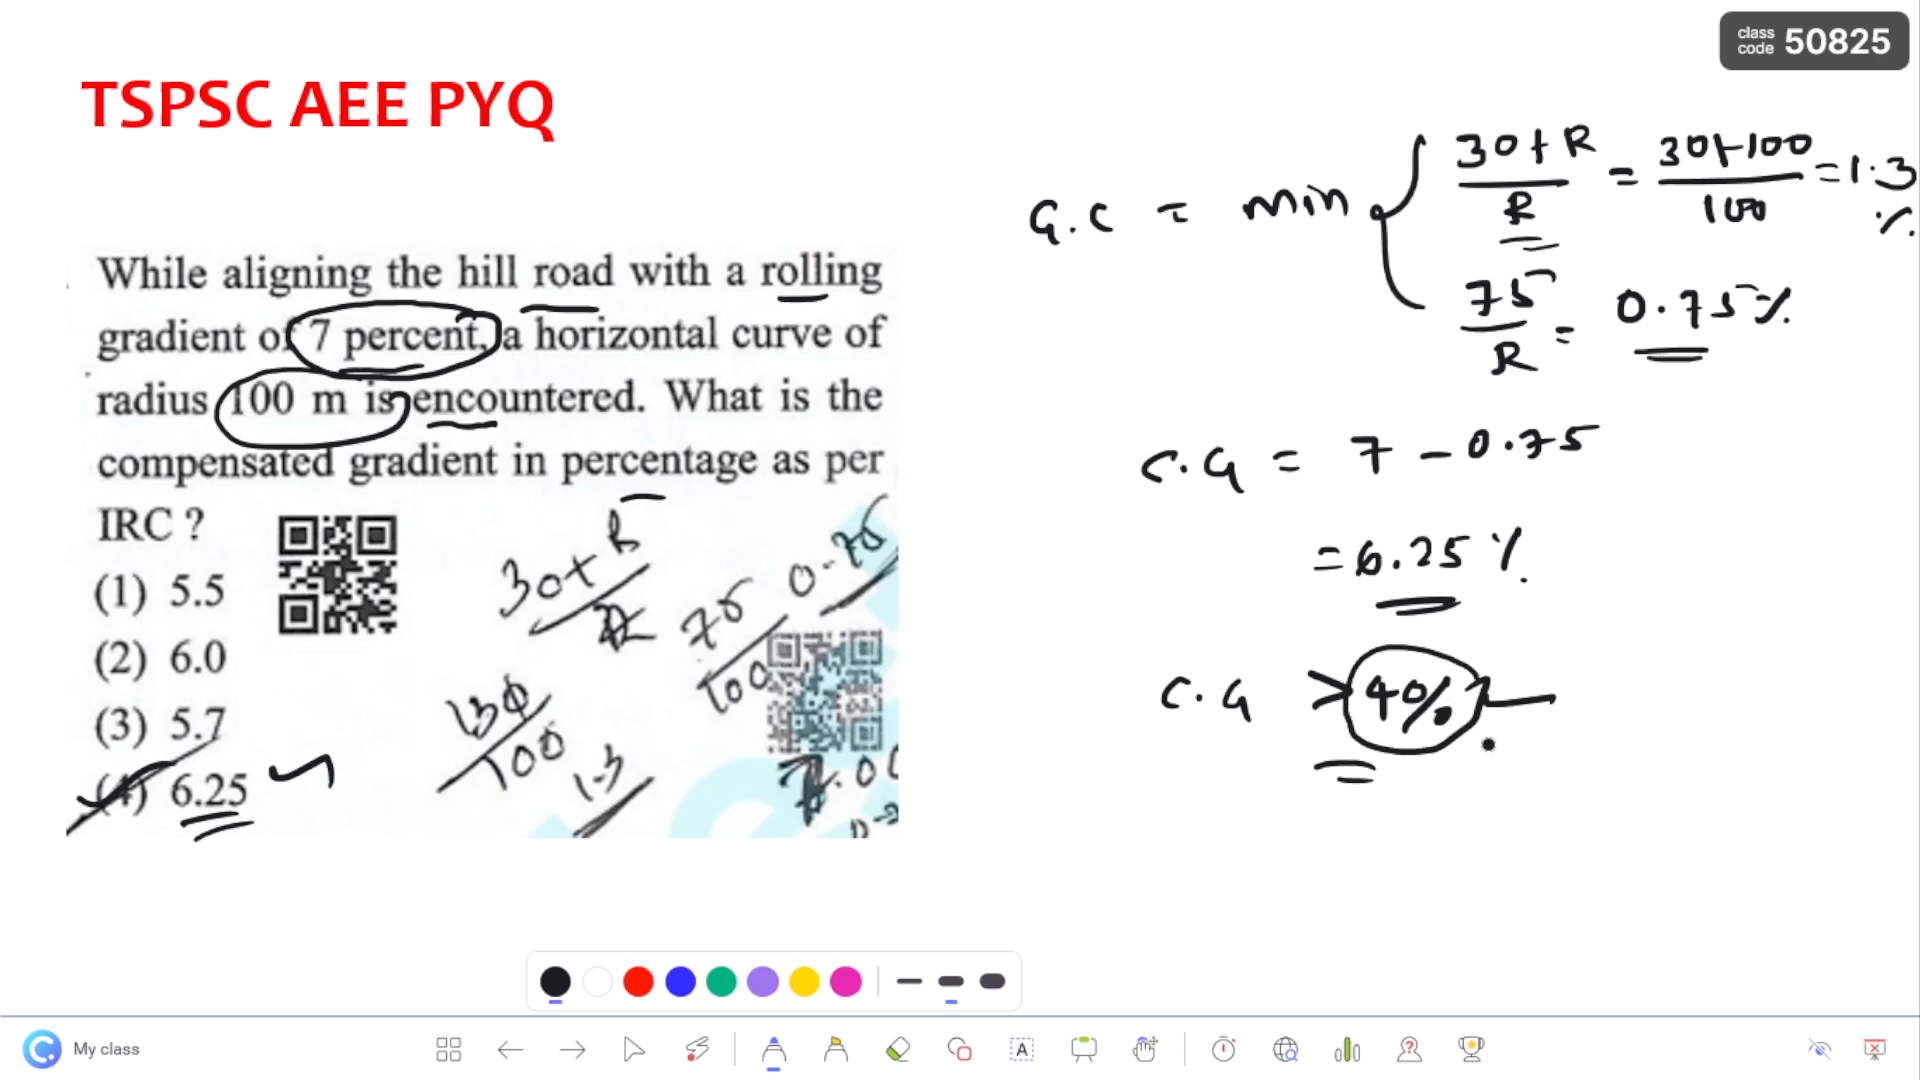 class code 50825
TSPSC AEE PYQ
While aligning the hill road with a rolling
gradient of 7 percent, a horizontal curve of
radius 100 m is encountered. What is the
compensated gradient in percentage as per
IRC ?
(1) 5.5
(2) 6.0
(3) 5.7
(4) 6.25
30+R
R
75
100
0.75
130
100
1.3
G.C = min
30+R / R = 30+100 / 100 = 1.3 %
75 / R = 0.75 %
C.G = 7 - 0.75
= 6.25 %
C.G > 4%
My class